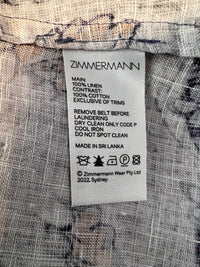 ZIMMERMANN
MAIN:
100% LINEN
CONTRAST:
100% COTTON
EXCLUSIVE OF TRIMS
REMOVE BELT BEFORE
LAUNDERING
DRY CLEAN ONLY CODE P
COOL IRON
DO NOT SPOT CLEAN
MADE IN SRI LANKA
© Zimmermann Wear Pty Ltd
2022, Sydney.